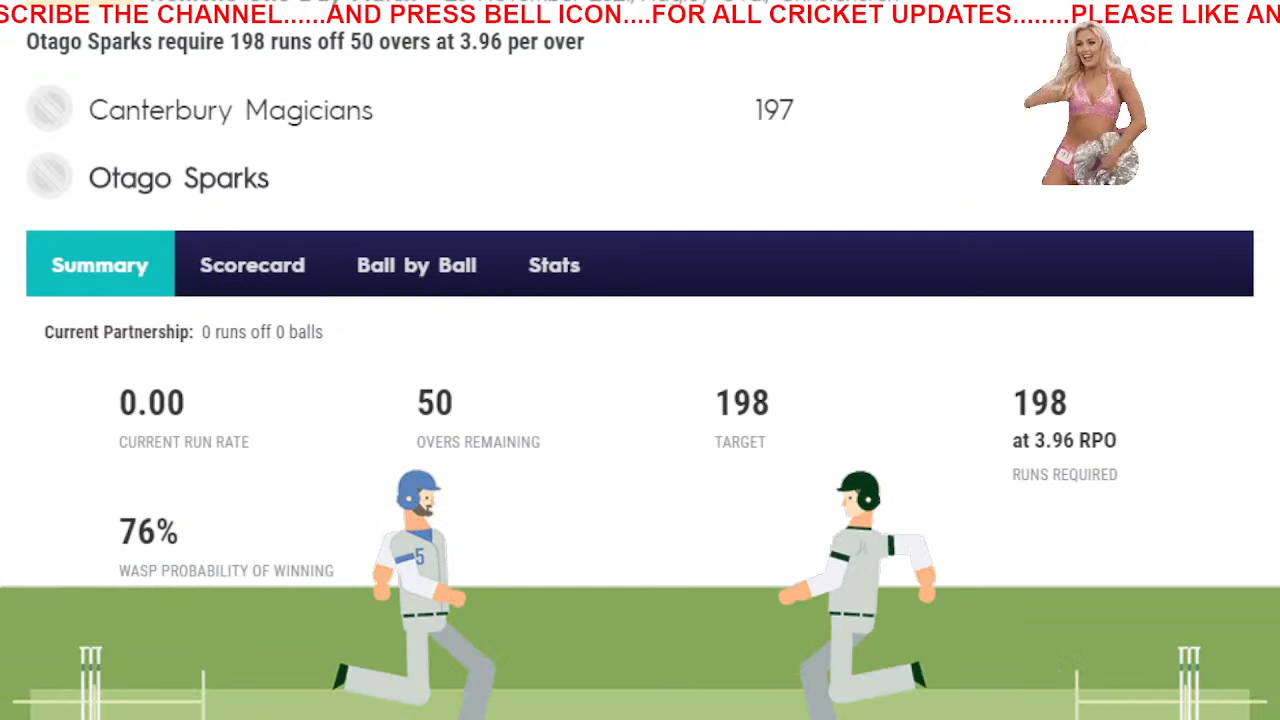 SCRIBE THE CHANNEL......AND PRESS BELL ICON....FOR ALL CRICKET UPDATES........PLEASE LIKE AN
Otago Sparks require 198 runs off 50 overs at 3.96 per over
Canterbury Magicians 197
Otago Sparks
Summary Scorecard Ball by Ball Stats
Current Partnership: 0 runs off 0 balls
0.00 50 198 198
CURRENT RUN RATE OVERS REMAINING TARGET at 3.96 RPO
RUNS REQUIRED
76%
WASP PROBABILITY OF WINNING
5